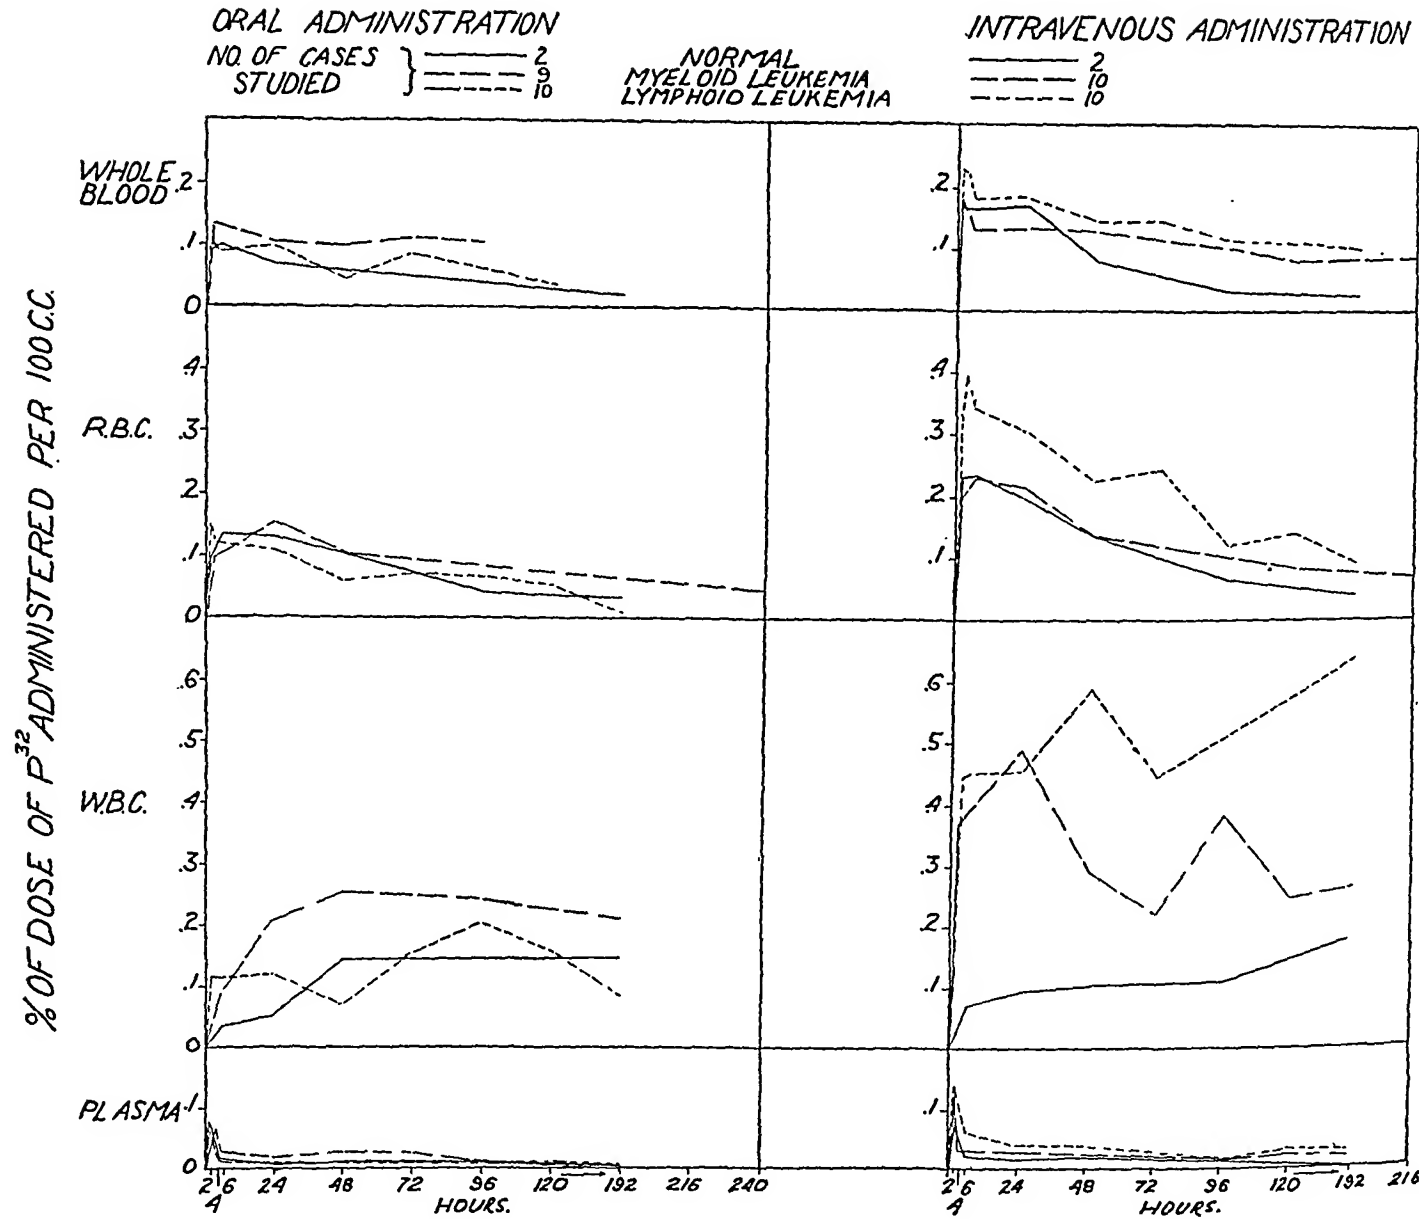 ORAL ADMINISTRATION
NO. OF CASES STUDIED } 2
9
10
NORMAL
MYELOID LEUKEMIA
LYMPHOID LEUKEMIA
INTRAVENOUS ADMINISTRATION
2
10
10
% OF DOSE OF P32 ADMINISTERED PER 100 C.C.
WHOLE
BLOOD
.2
.1
0
.2
.1
R.B.C.
.4
.3
.2
.1
0
.4
.3
.2
.1
W.B.C.
.6
.5
.4
.3
.2
.1
0
.6
.5
.4
.3
.2
.1
PLASMA
.1
0
.1
2 4 6 24 48 72 96 120 192 216 240
HOURS.
2 4 6 24 48 72 96 120 192 216
HOURS.